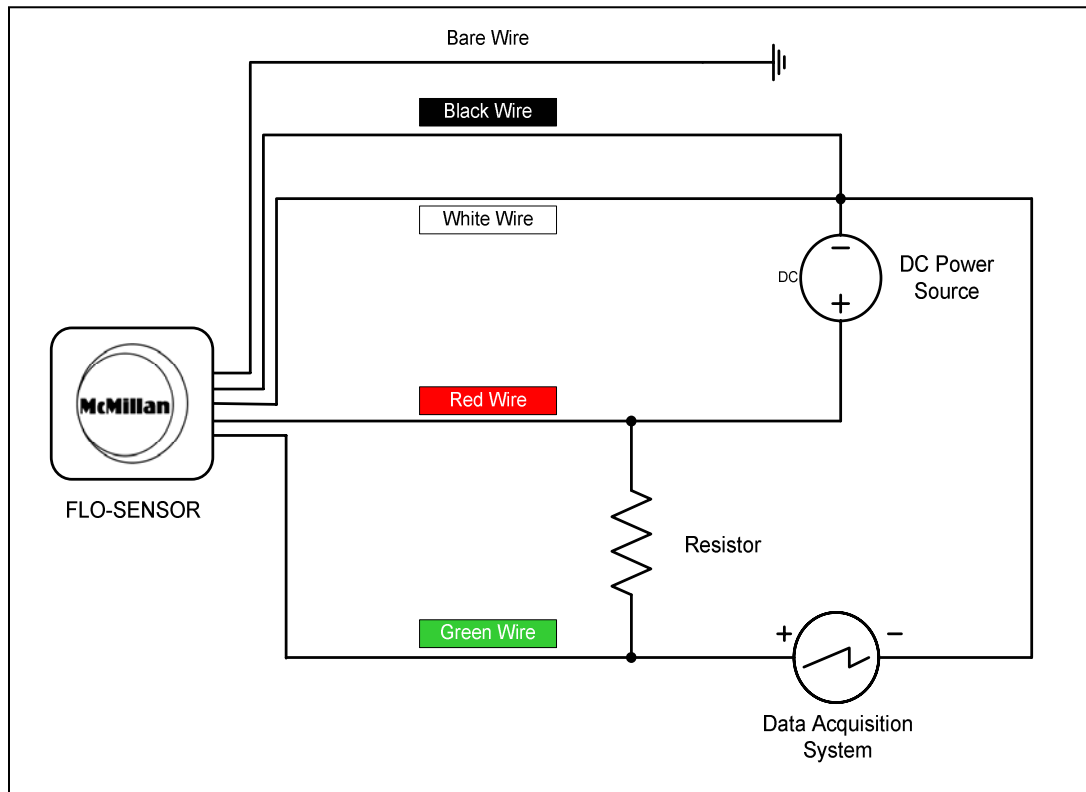 Bare Wire
Black Wire
White Wire
−
DC
DC Power
Source
+
McMillan
Red Wire
FLO-SENSOR
Resistor
Green Wire
+
−
Data Acquisition
System